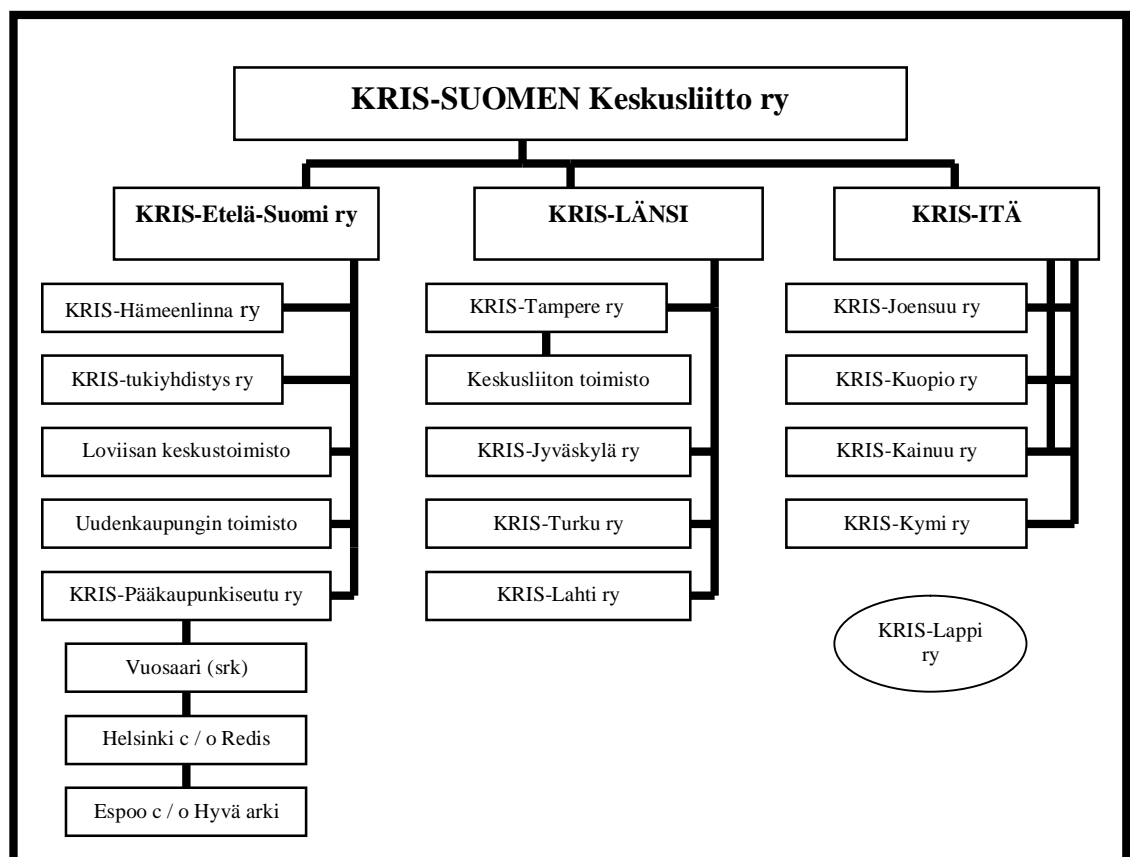 KRIS-SUOMEN Keskusliitto ry
KRIS-Etelä-Suomi ry
KRIS-Hämeenlinna ry
KRIS-tukiyhdistys ry
Loviisan keskustoimisto
Uudenkaupungin toimisto
KRIS-Pääkaupunkiseutu ry
Vuosaari (srk)
Helsinki c / o Redis
Espoo c / o Hyvä arki
KRIS-LÄNSI
KRIS-Tampere ry
Keskusliiton toimisto
KRIS-Jyväskylä ry
KRIS-Turku ry
KRIS-Lahti ry
KRIS-ITÄ
KRIS-Joensuu ry
KRIS-Kuopio ry
KRIS-Kainuu ry
KRIS-Kymi ry
KRIS-Lappi
ry